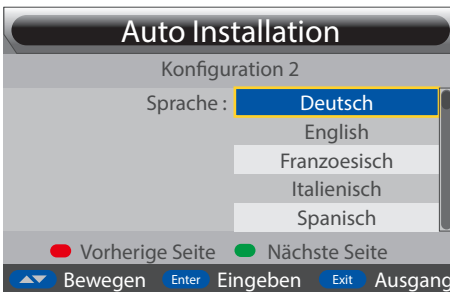 Auto Installation
Konfiguration 2
Sprache : Deutsch
English
Franzoesisch
Italienisch
Spanisch
Vorherige Seite Nächste Seite
Bewegen Enter Eingeben Exit Ausgang